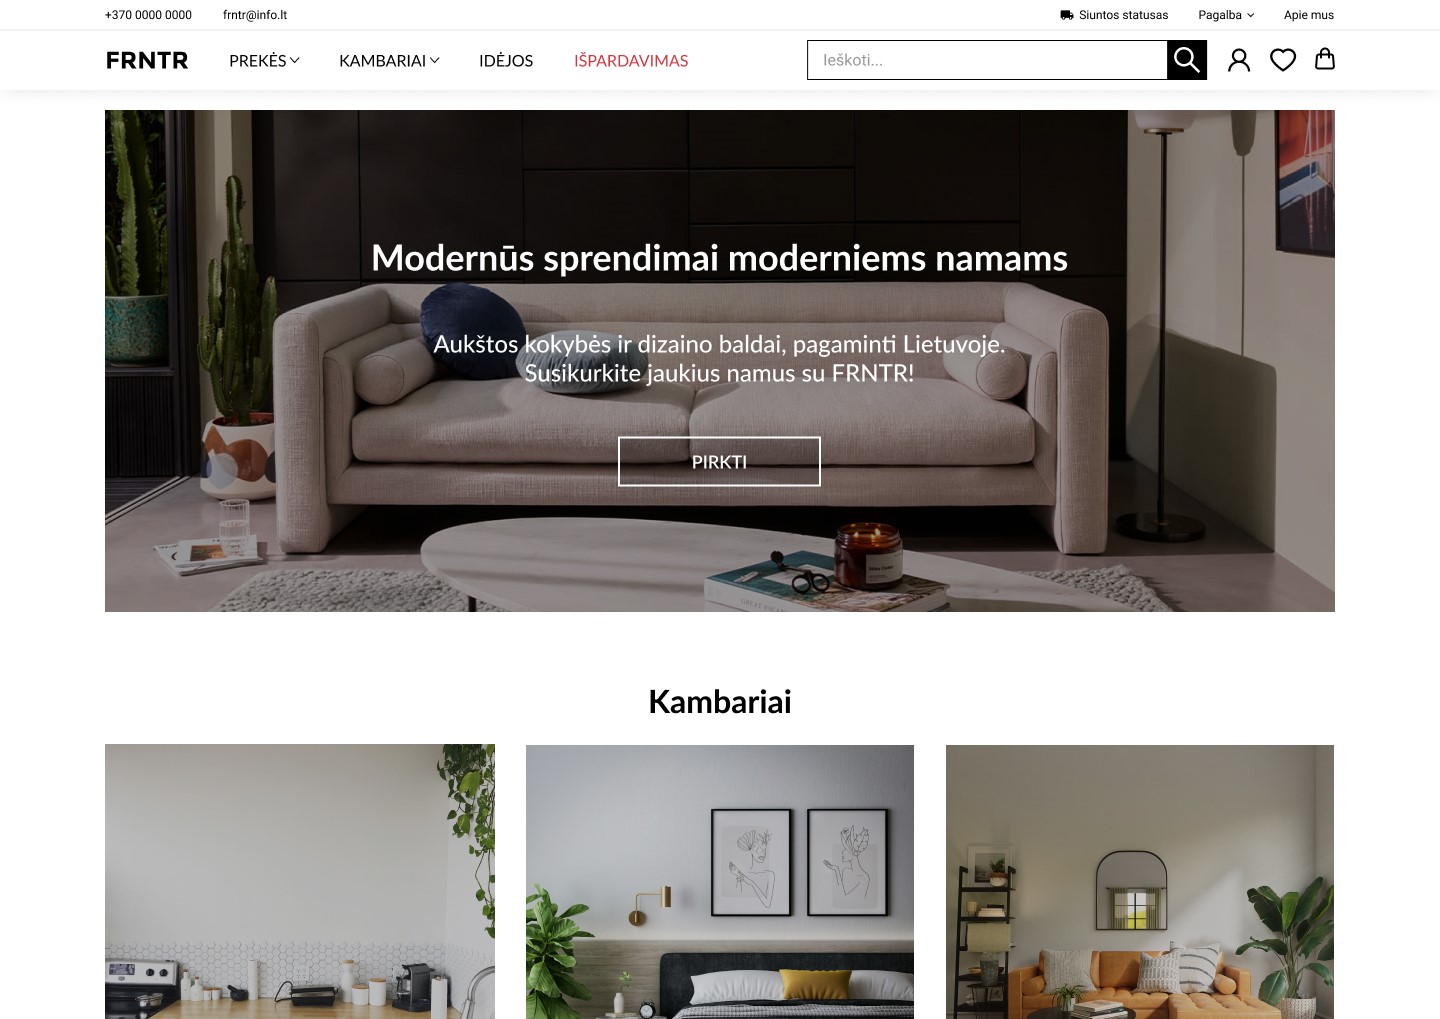 +370 0000 0000
frntr@info.lt
Siuntos statusas
Pagalba
Apie mus
FRNTR
PREKĖS
KAMBARIAI
IDĖJOS
IŠPARDAVIMAS
Ieškoti...
Modernūs sprendimai moderniems namams
Aukštos kokybės ir dizaino baldai, pagaminti Lietuvoje.
Susikurkite jaukius namus su FRNTR!
PIRKTI
Kambariai